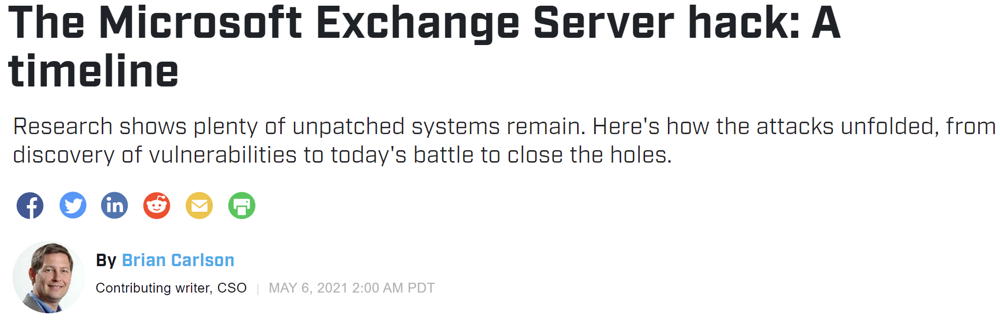 The Microsoft Exchange Server hack: A
timeline
Research shows plenty of unpatched systems remain. Here's how the attacks unfolded, from
discovery of vulnerabilities to today's battle to close the holes.
in
By Brian Carlson
Contributing writer, CSO | MAY 6, 2021 2:00 AM PDT